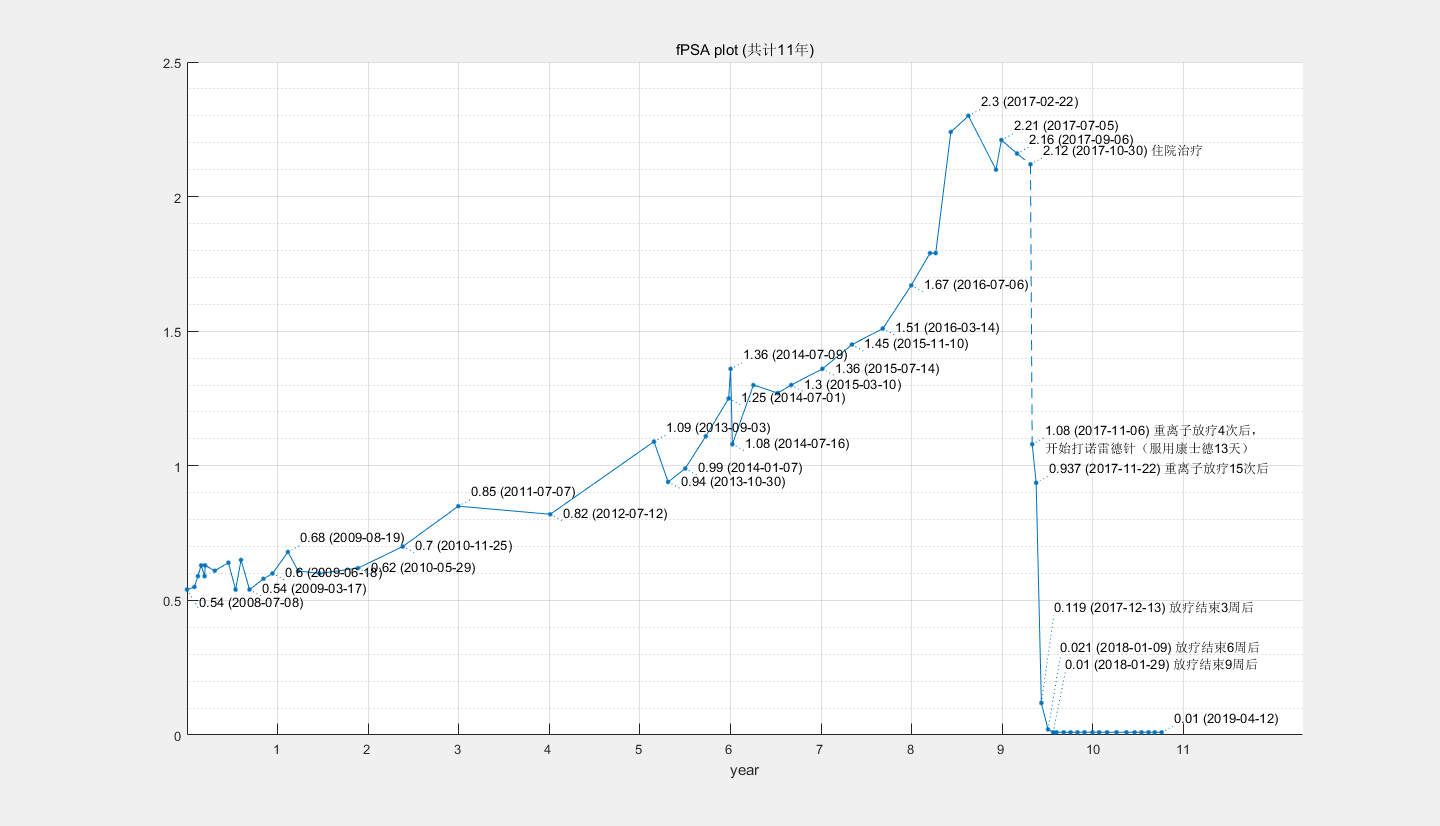 fPSA plot (共计11年)
2.5
2.3 (2017-02-22)
2.21 (2017-07-05)
2.16 (2017-09-06)
2.12 (2017-10-30) 住院治疗
2
1.67 (2016-07-06)
1.51 (2016-03-14)
1.5
1.45 (2015-11-10)
1.36 (2014-07-09)
1.36 (2015-07-14)
1.3 (2015-03-10)
1.25 (2014-07-01)
1.09 (2013-09-03)
1.08 (2017-11-06) 重离子放疗4次后，
开始打诺雷德针（服用康士德13天）
1.08 (2014-07-16)
1
0.99 (2014-01-07)
0.937 (2017-11-22) 重离子放疗15次后
0.94 (2013-10-30)
0.85 (2011-07-07)
0.82 (2012-07-12)
0.68 (2009-08-19)
0.7 (2010-11-25)
0.62 (2010-05-29)
0.6 (2009-06-18)
0.54 (2009-03-17)
0.5
0.54 (2008-07-08)
0.119 (2017-12-13) 放疗结束3周后
0.021 (2018-01-09) 放疗结束6周后
0.01 (2018-01-29) 放疗结束9周后
0.01 (2019-04-12)
0
1 2 3 4 5 6 7 8 9 10 11
year